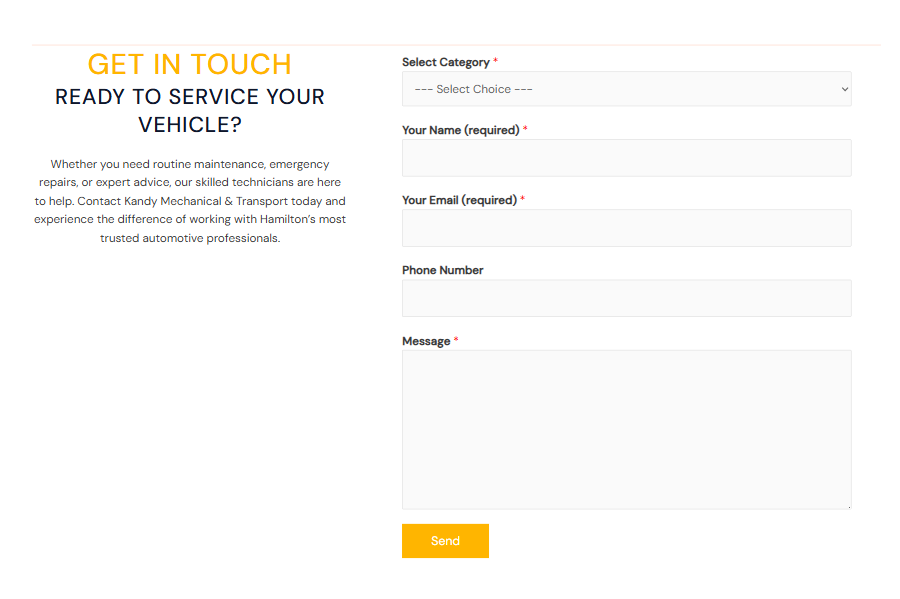 GET IN TOUCH
READY TO SERVICE YOUR
VEHICLE?
Whether you need routine maintenance, emergency
repairs, or expert advice, our skilled technicians are here
to help. Contact Kandy Mechanical & Transport today and
experience the difference of working with Hamilton’s most
trusted automotive professionals.
Select Category *
--- Select Choice ---
Your Name (required) *
Your Email (required) *
Phone Number
Message *
Send